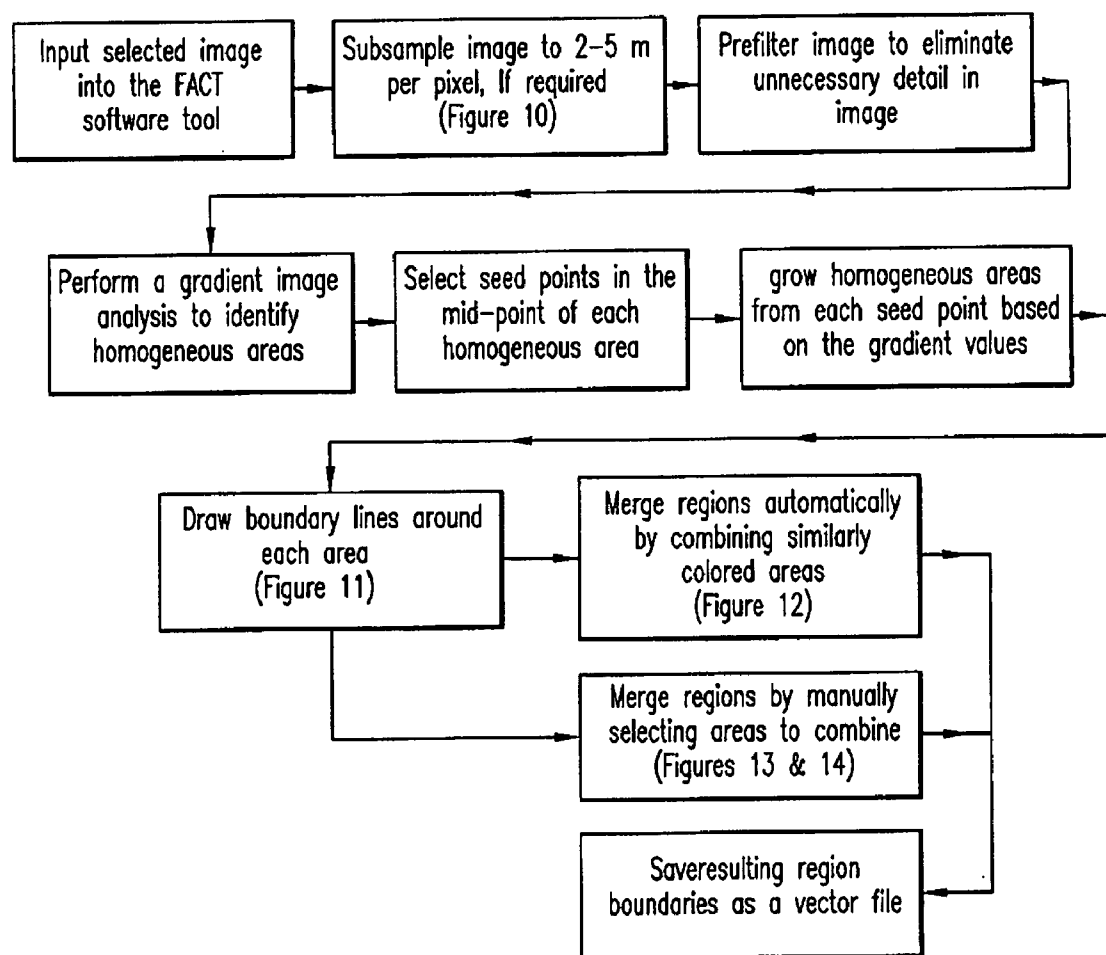 Input selected image
into the FACT
software tool
Subsample image to 2-5 m
per pixel, If required
(Figure 10)
Prefilter image to eliminate
unnecessary detail in
image
Perform a gradient image
analysis to identify
homogeneous areas
Select seed points in the
mid-point of each
homogeneous area
grow homogeneous areas
from each seed point based
on the gradient values
Draw boundary lines around
each area
(Figure 11)
Merge regions automatically
by combining similarly
colored areas
(Figure 12)
Merge regions by manually
selecting areas to combine
(Figures 13 & 14)
Saveresulting region
boundaries as a vector file